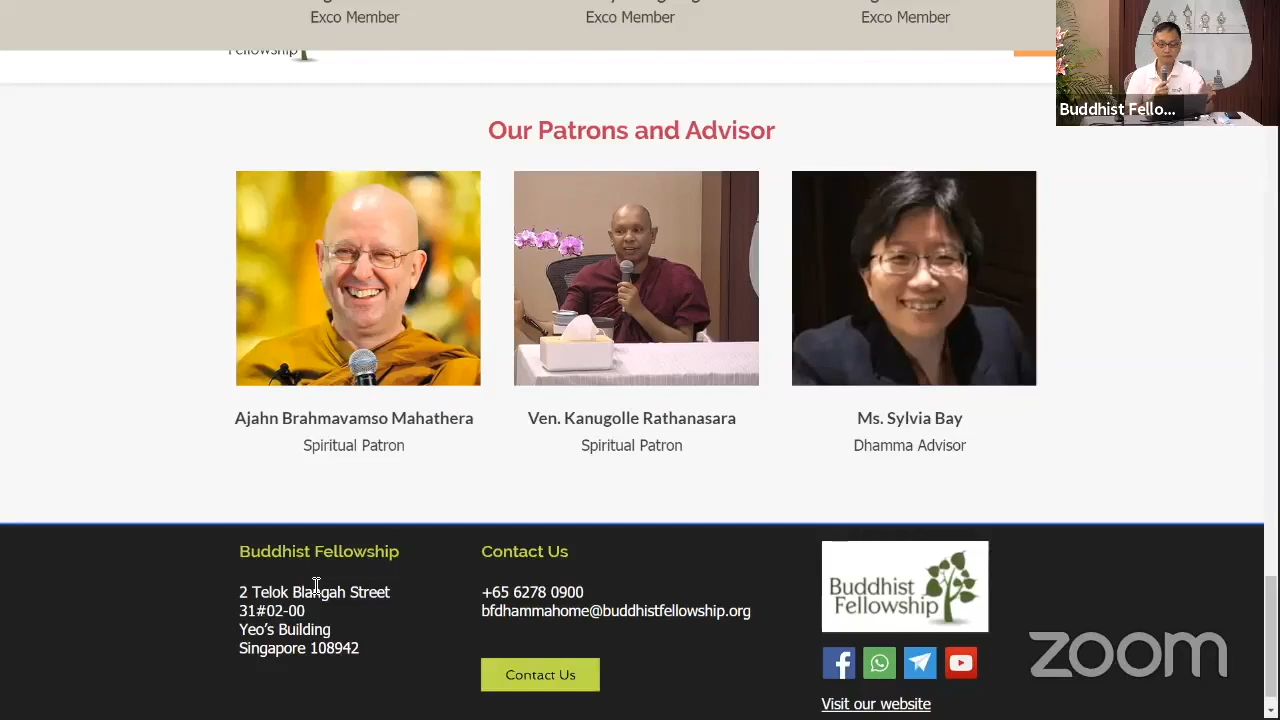 Exco Member
Exco Member
Exco Member
Fellowship
Buddhist Fello...
Our Patrons and Advisor
Ajahn Brahmavamso Mahathera
Spiritual Patron
Ven. Kanugolle Rathanasara
Spiritual Patron
Ms. Sylvia Bay
Dhamma Advisor
Buddhist Fellowship
2 Telok Blangah Street
31#02-00
Yeo's Building
Singapore 108942
Contact Us
+65 6278 0900
bfdhammahome@buddhistfellowship.org
Contact Us
Buddhist
Fellowship
Visit our website
zoom